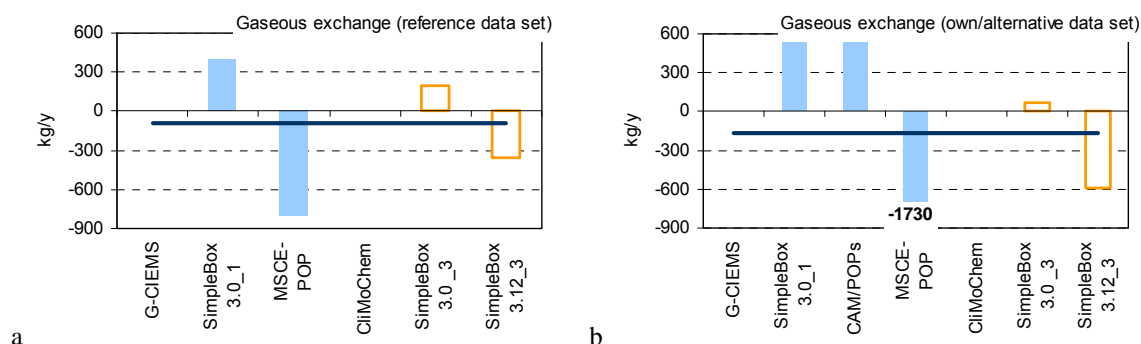 Gaseous exchange (reference data set)
600
300
0
-300
-600
-900
kg/y
G-CIEMS
SimpleBox
3.0_1
MSCE-
POP
CliMoChem
SimpleBox
3.0_3
SimpleBox
3.12_3
a
Gaseous exchange (own/alternative data set)
600
300
0
-300
-600
-900
kg/y
-1730
G-CIEMS
SimpleBox
3.0_1
CAM/POPs
MSCE-
POP
CliMoChem
SimpleBox
3.0_3
SimpleBox
3.12_3
b